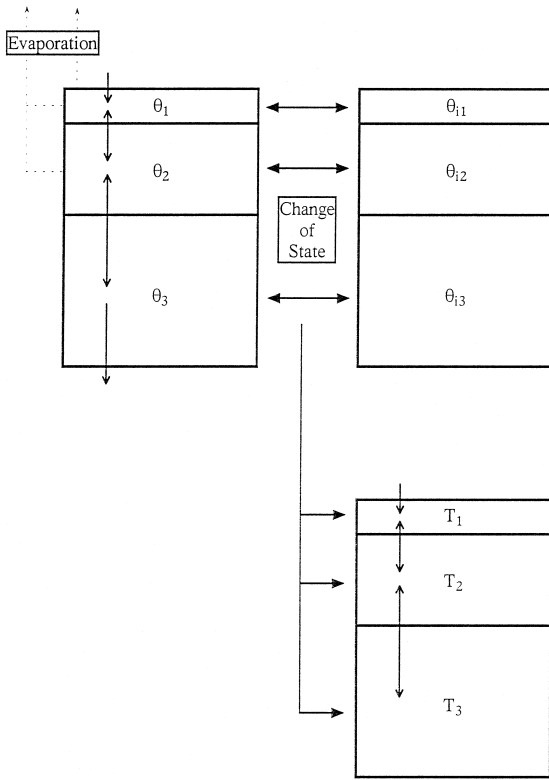 Evaporation
θ1
θi1
θ2
θi2
Change
of
State
θ3
θi3
T1
T2
T3